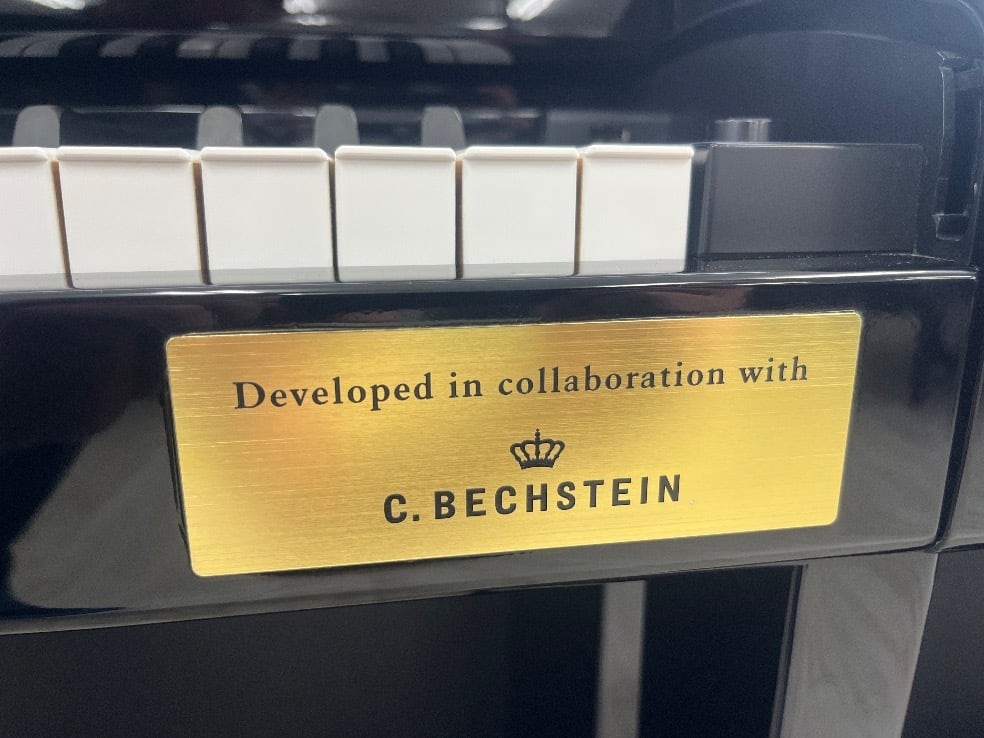 Developed in collaboration with
C. BECHSTEIN